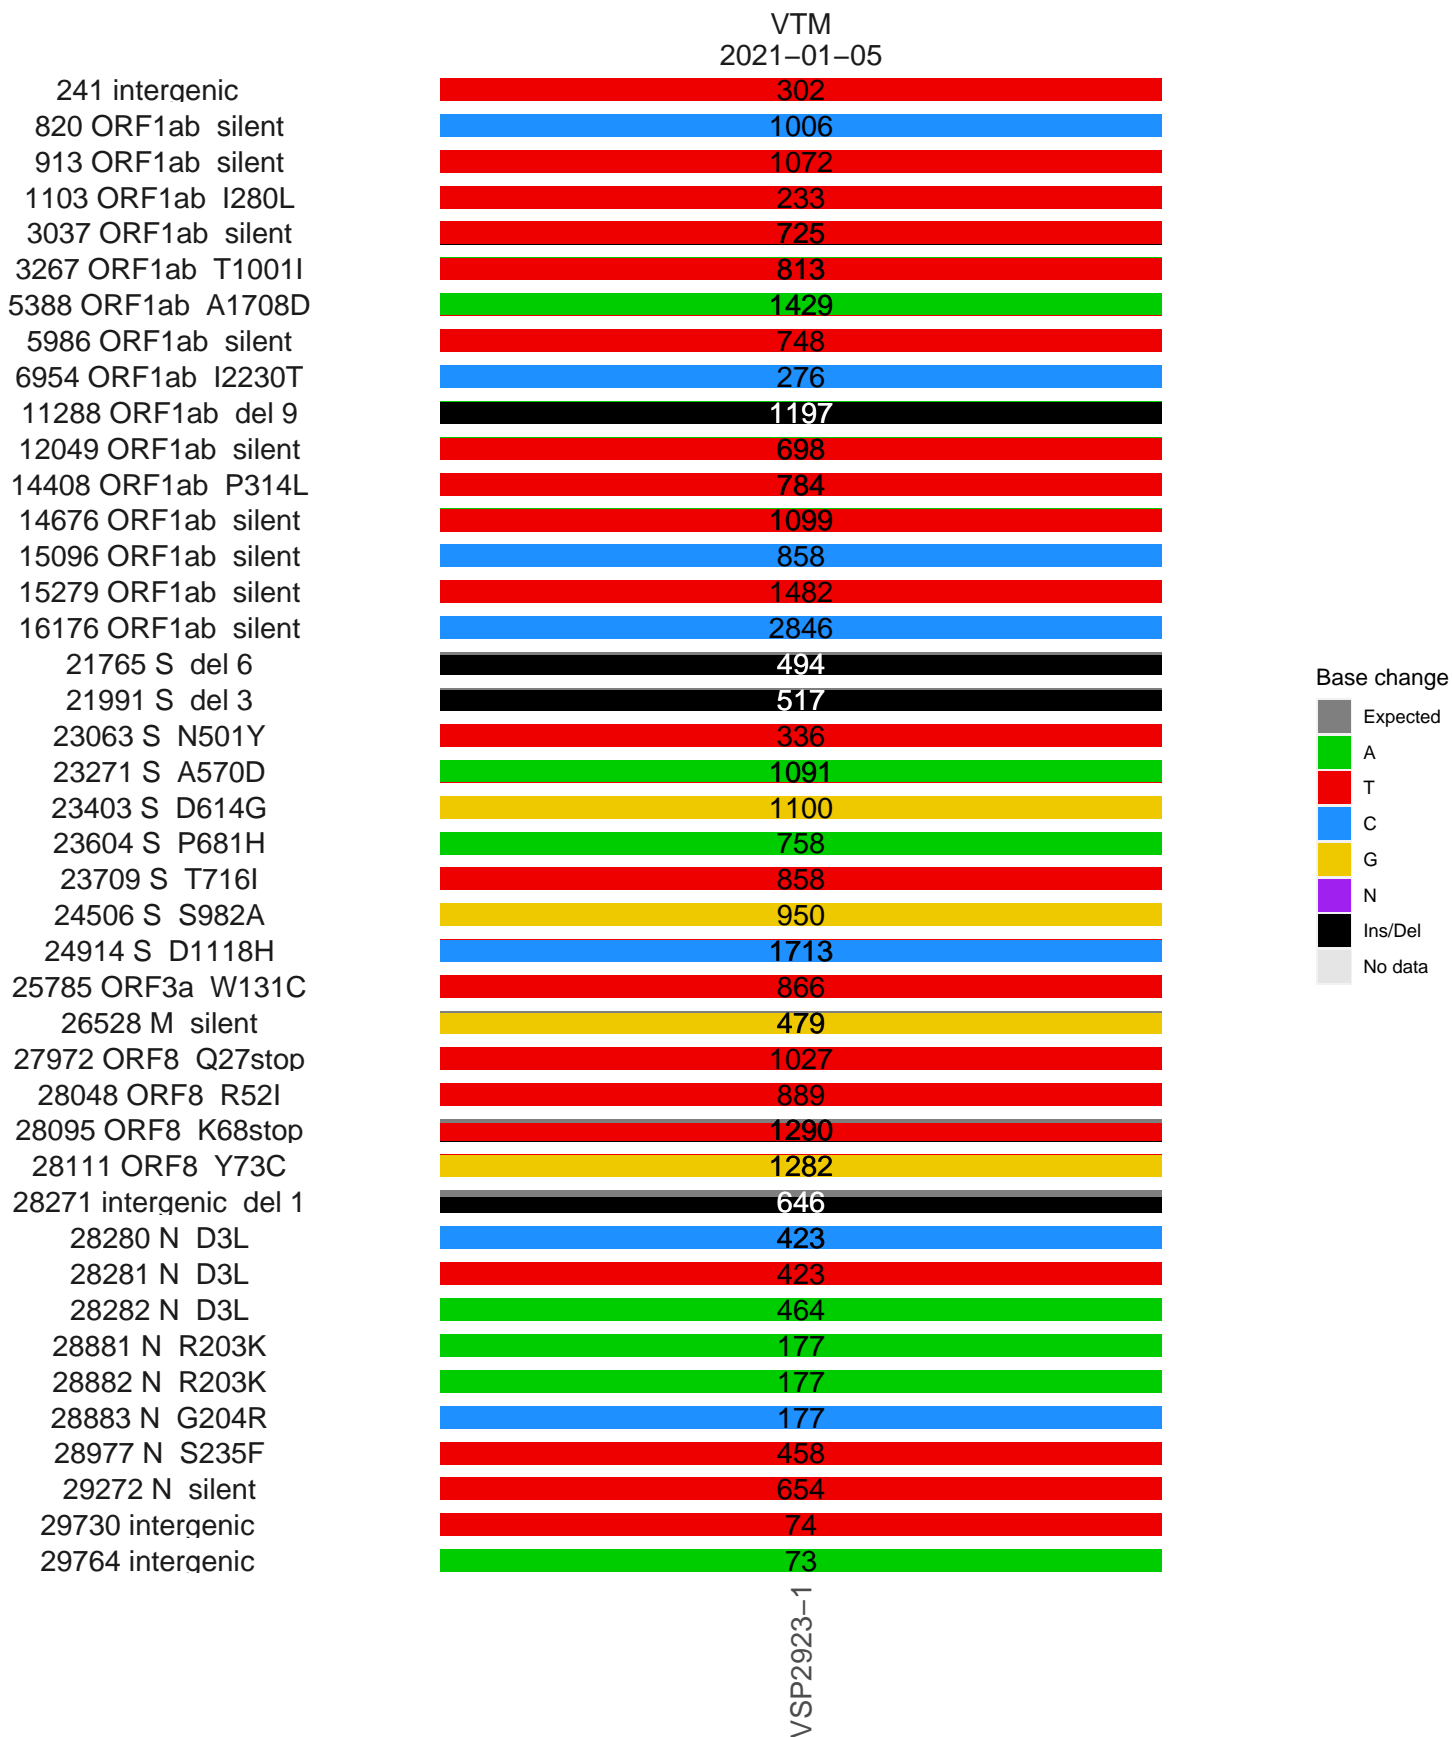 VTM
2021−01−05
241 intergenic 302
820 ORF1ab silent 1006
913 ORF1ab silent 1072
1103 ORF1ab I280L 233
3037 ORF1ab silent 725
3267 ORF1ab T1001I 813
5388 ORF1ab A1708D 1429
5986 ORF1ab silent 748
6954 ORF1ab I2230T 276
11288 ORF1ab del 9 1197
12049 ORF1ab silent 698
14408 ORF1ab P314L 784
14676 ORF1ab silent 1099
15096 ORF1ab silent 858
15279 ORF1ab silent 1482
16176 ORF1ab silent 2846
21765 S del 6 494
21991 S del 3 517
23063 S N501Y 336
23271 S A570D 1091
23403 S D614G 1100
23604 S P681H 758
23709 S T716I 858
24506 S S982A 950
24914 S D1118H 1713
25785 ORF3a W131C 866
26528 M silent 479
27972 ORF8 Q27stop 1027
28048 ORF8 R52I 889
28095 ORF8 K68stop 1290
28111 ORF8 Y73C 1282
28271 intergenic del 1 646
28280 N D3L 423
28281 N D3L 423
28282 N D3L 464
28881 N R203K 177
28882 N R203K 177
28883 N G204R 177
28977 N S235F 458
29272 N silent 654
29730 intergenic 74
29764 intergenic 73
VSP2923−1
Base change
Expected
A
T
C
G
N
Ins/Del
No data